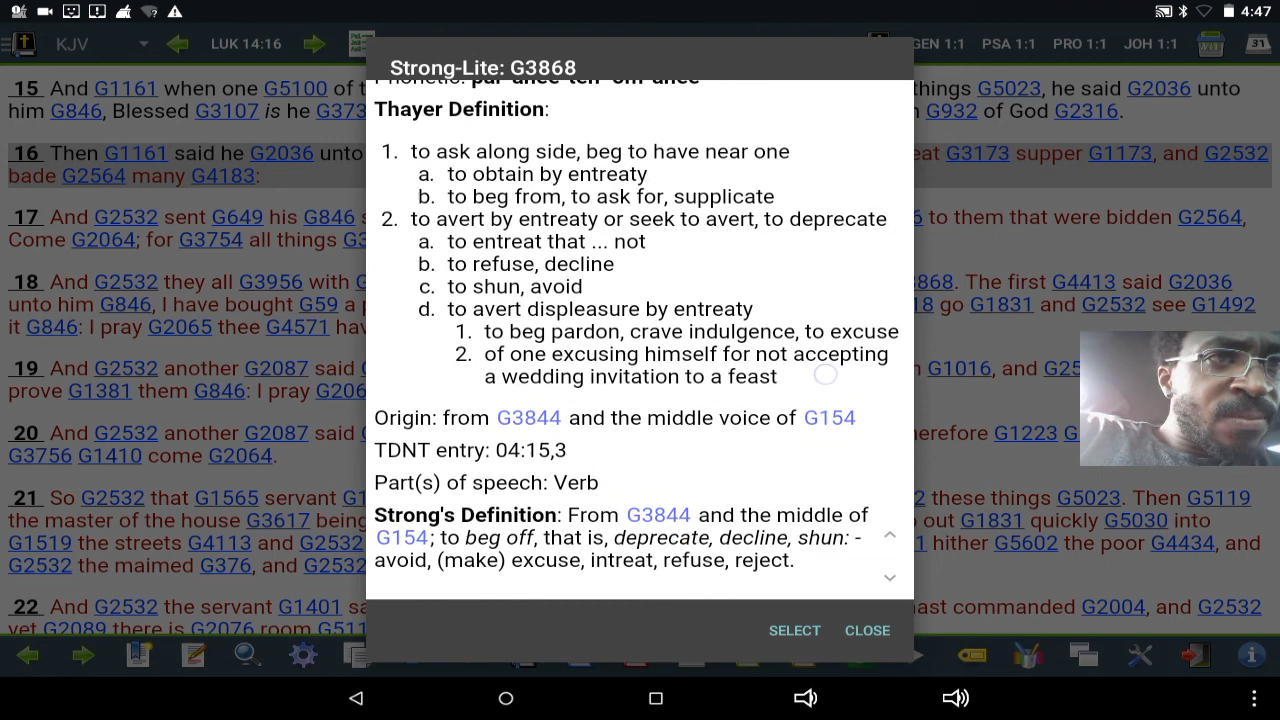 4:47
KJV LUK 14:16 GEN 1:1 PSA 1:1 PRO 1:1 JOH 1:1 31
Strong-Lite: G3868
15 And G1161 when one G5100 of things G5023, he said G2036 unto
him G846, Blessed G3107 is he G373 G932 of God G2316.
16 Then G1161 said he G2036 unto G3173 supper G1173, and G2532
bade G2564 many G4183:
17 And G2532 sent G649 his G846 to them that were bidden G2564,
Come G2064; for G3754 all things
18 And G2532 they all G3956 with The first G4413 said G2036
unto him G846, I have bought G59 a go G1831 and G2532 see G1492
it G846: I pray G2065 thee G4571
19 And G2532 another G2087 said G1016, and
prove G1381 them G846: I pray
20 And G2532 another G2087 said G1223
G3756 G1410 come G2064.
21 So G2532 that G1565 servant these things G5023. Then G5119
the master of the house G3617 out G1831 quickly G5030 into
G1519 the streets G4113 and G2532 hither G5602 the poor G4434, and
G2532 the maimed G376, and
22 And G2532 the servant G1401 commanded G2004, and G2532
yet G2089 there is G2076 room
Thayer Definition:
1. to ask along side, beg to have near one
a. to obtain by entreaty
b. to beg from, to ask for, supplicate
2. to avert by entreaty or seek to avert, to deprecate
a. to entreat that ... not
b. to refuse, decline
c. to shun, avoid
d. to avert displeasure by entreaty
1. to beg pardon, crave indulgence, to excuse
2. of one excusing himself for not accepting
a wedding invitation to a feast
Origin: from G3844 and the middle voice of G154
TDNT entry: 04:15,3
Part(s) of speech: Verb
Strong's Definition: From G3844 and the middle of
G154; to beg off, that is, deprecate, decline, shun: -
avoid, (make) excuse, intreat, refuse, reject.
SELECT CLOSE